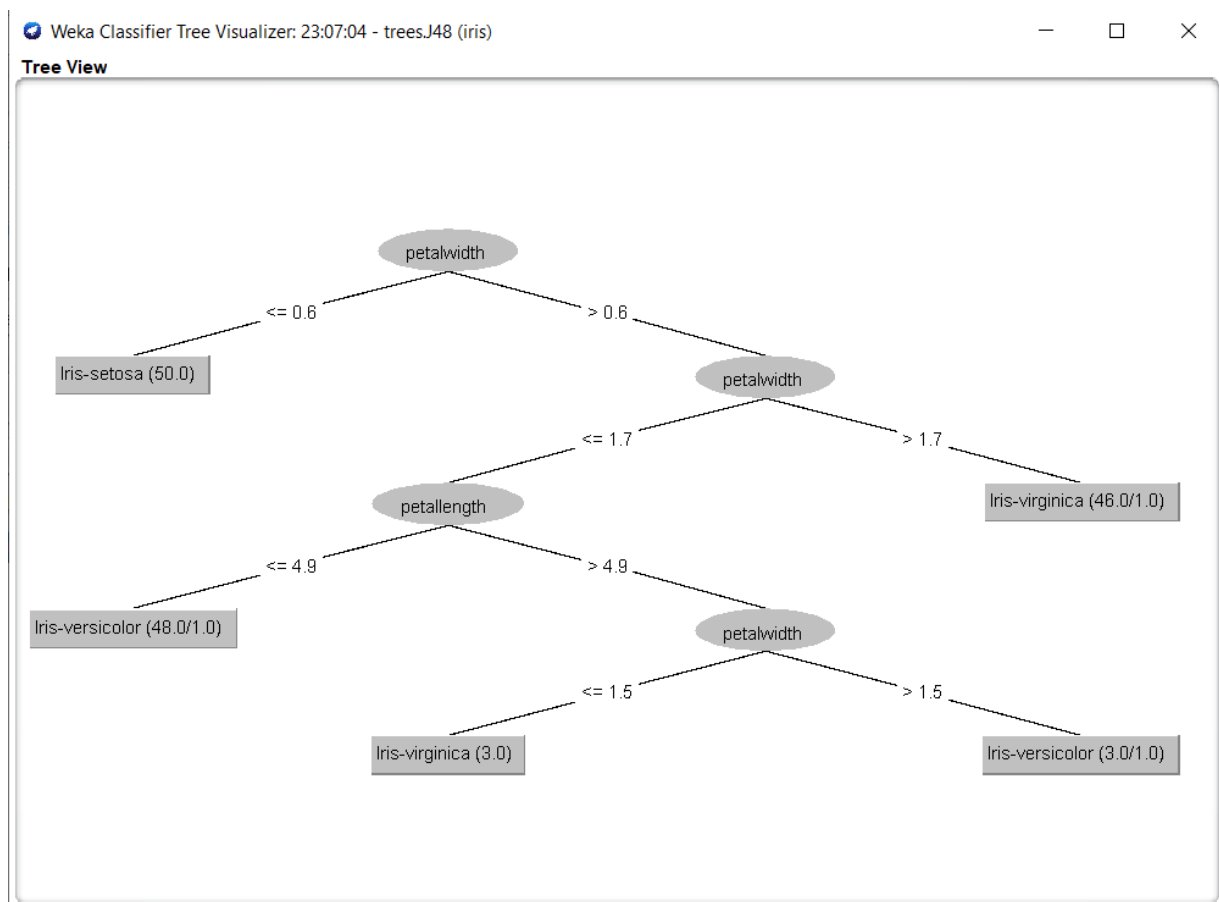 Weka Classifier Tree Visualizer: 23:07:04 - trees.J48 (iris)
Tree View
petalwidth
<= 0.6
> 0.6
Iris-setosa (50.0)
petalwidth
<= 1.7
> 1.7
petallength
Iris-virginica (46.0/1.0)
<= 4.9
> 4.9
Iris-versicolor (48.0/1.0)
petalwidth
<= 1.5
> 1.5
Iris-virginica (3.0)
Iris-versicolor (3.0/1.0)